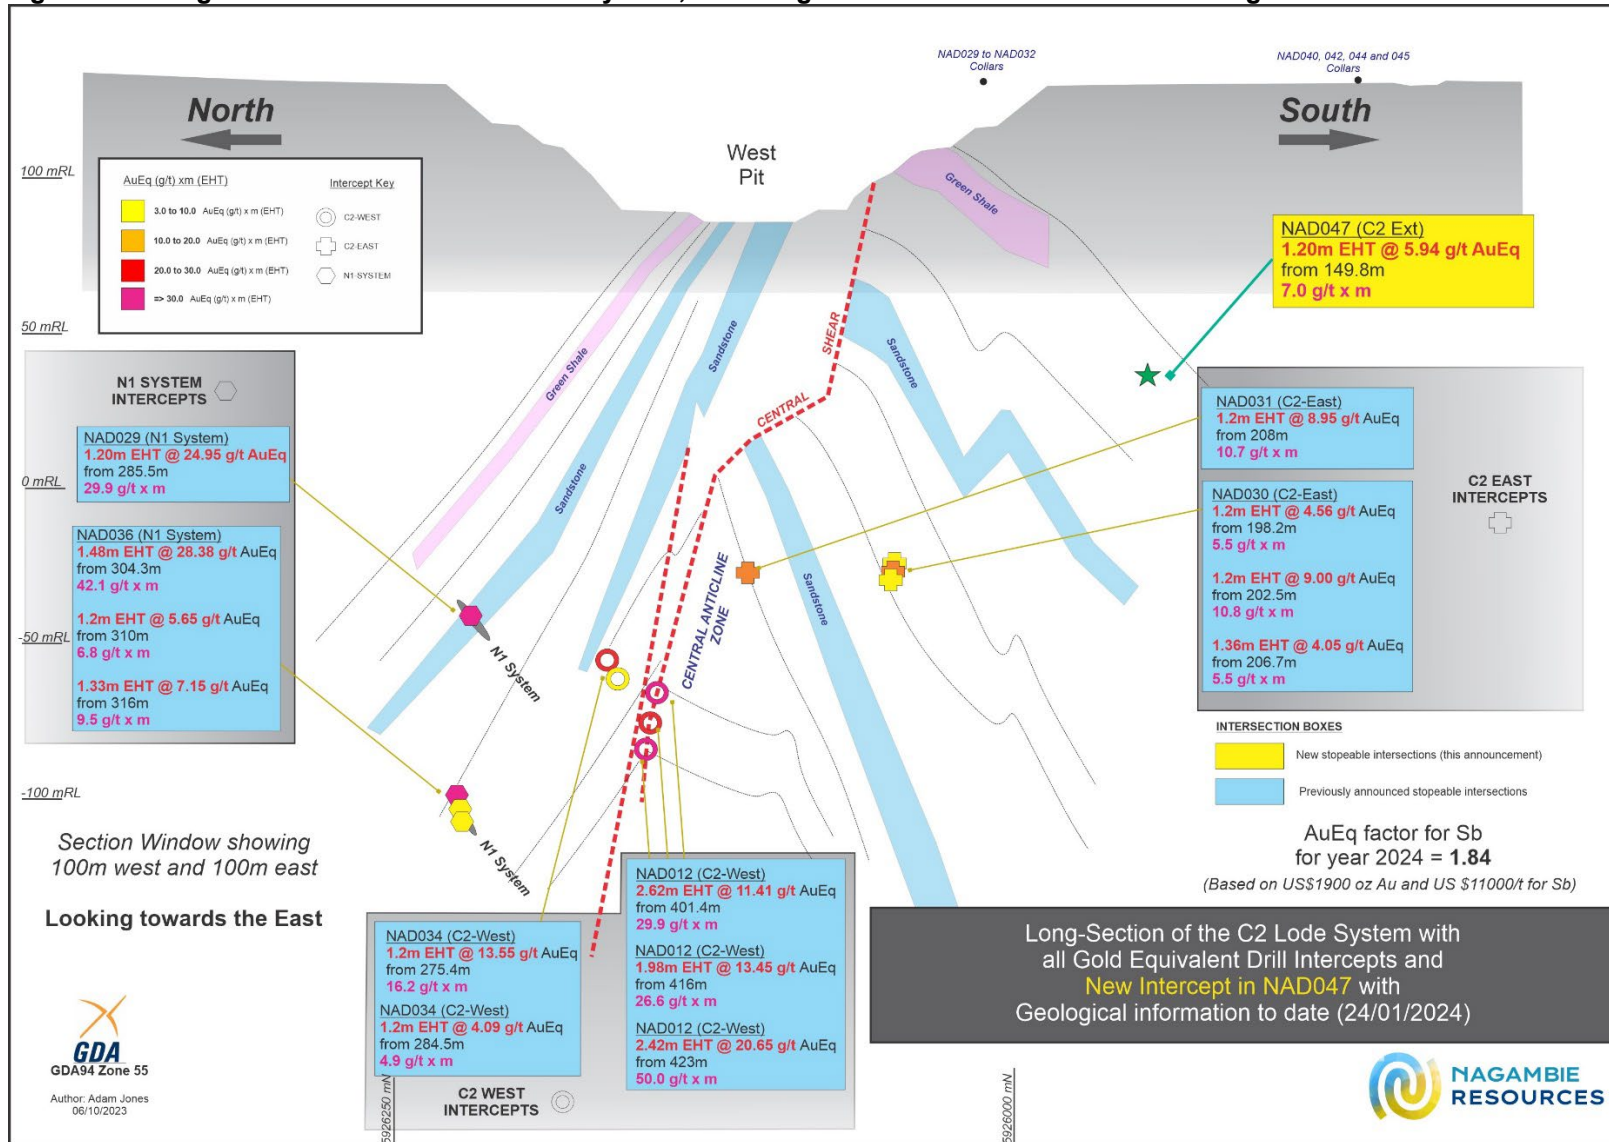 NAD029 to NAD032
Collars
NAD040, 042, 044 and 045
Collars
North
South
West
Pit
100 mRL
50 mRL
0 mRL
-50 mRL
-100 mRL
AuEq (g/t) xm (EHT)
3.0 to 10.0 AuEq (g/t) x m (EHT)
10.0 to 20.0 AuEq (g/t) x m (EHT)
20.0 to 30.0 AuEq (g/t) x m (EHT)
=> 30.0 AuEq (g/t) x m (EHT)
Intercept Key
C2-WEST
C2-EAST
N1-SYSTEM
Green Shale
Green Shale
Sandstone
Sandstone
Sandstone
Sandstone
SHEAR
CENTRAL
CENTRAL ANTICLINE
ZONE
N1 System
N1 System
NAD047 (C2 Ext)
1.20m EHT @ 5.94 g/t AuEq
from 149.8m
7.0 g/t x m
N1 SYSTEM
INTERCEPTS
NAD029 (N1 System)
1.20m EHT @ 24.95 g/t AuEq
from 285.5m
29.9 g/t x m
NAD036 (N1 System)
1.48m EHT @ 28.38 g/t AuEq
from 304.3m
42.1 g/t x m
1.2m EHT @ 5.65 g/t AuEq
from 310m
6.8 g/t x m
1.33m EHT @ 7.15 g/t AuEq
from 316m
9.5 g/t x m
NAD031 (C2-East)
1.2m EHT @ 8.95 g/t AuEq
from 208m
10.7 g/t x m
NAD030 (C2-East)
1.2m EHT @ 4.56 g/t AuEq
from 198.2m
5.5 g/t x m
1.2m EHT @ 9.00 g/t AuEq
from 202.5m
10.8 g/t x m
1.36m EHT @ 4.05 g/t AuEq
from 206.7m
5.5 g/t x m
C2 EAST
INTERCEPTS
INTERSECTION BOXES
New stopeable intersections (this announcement)
Previously announced stopeable intersections
AuEq factor for Sb
for year 2024 = 1.84
(Based on US$1900 oz Au and US $11000/t for Sb)
Section Window showing
100m west and 100m east
Looking towards the East
NAD034 (C2-West)
1.2m EHT @ 13.55 g/t AuEq
from 275.4m
16.2 g/t x m
NAD034 (C2-West)
1.2m EHT @ 4.09 g/t AuEq
from 284.5m
4.9 g/t x m
NAD012 (C2-West)
2.62m EHT @ 11.41 g/t AuEq
from 401.4m
29.9 g/t x m
NAD012 (C2-West)
1.98m EHT @ 13.45 g/t AuEq
from 416m
26.6 g/t x m
NAD012 (C2-West)
2.42m EHT @ 20.65 g/t AuEq
from 423m
50.0 g/t x m
C2 WEST
INTERCEPTS
5926250 mN
5926000 mN
Long-Section of the C2 Lode System with
all Gold Equivalent Drill Intercepts and
New Intercept in NAD047 with
Geological information to date (24/01/2024)
GDA
GDA94 Zone 55
Author: Adam Jones
06/10/2023
NAGAMBIE
RESOURCES